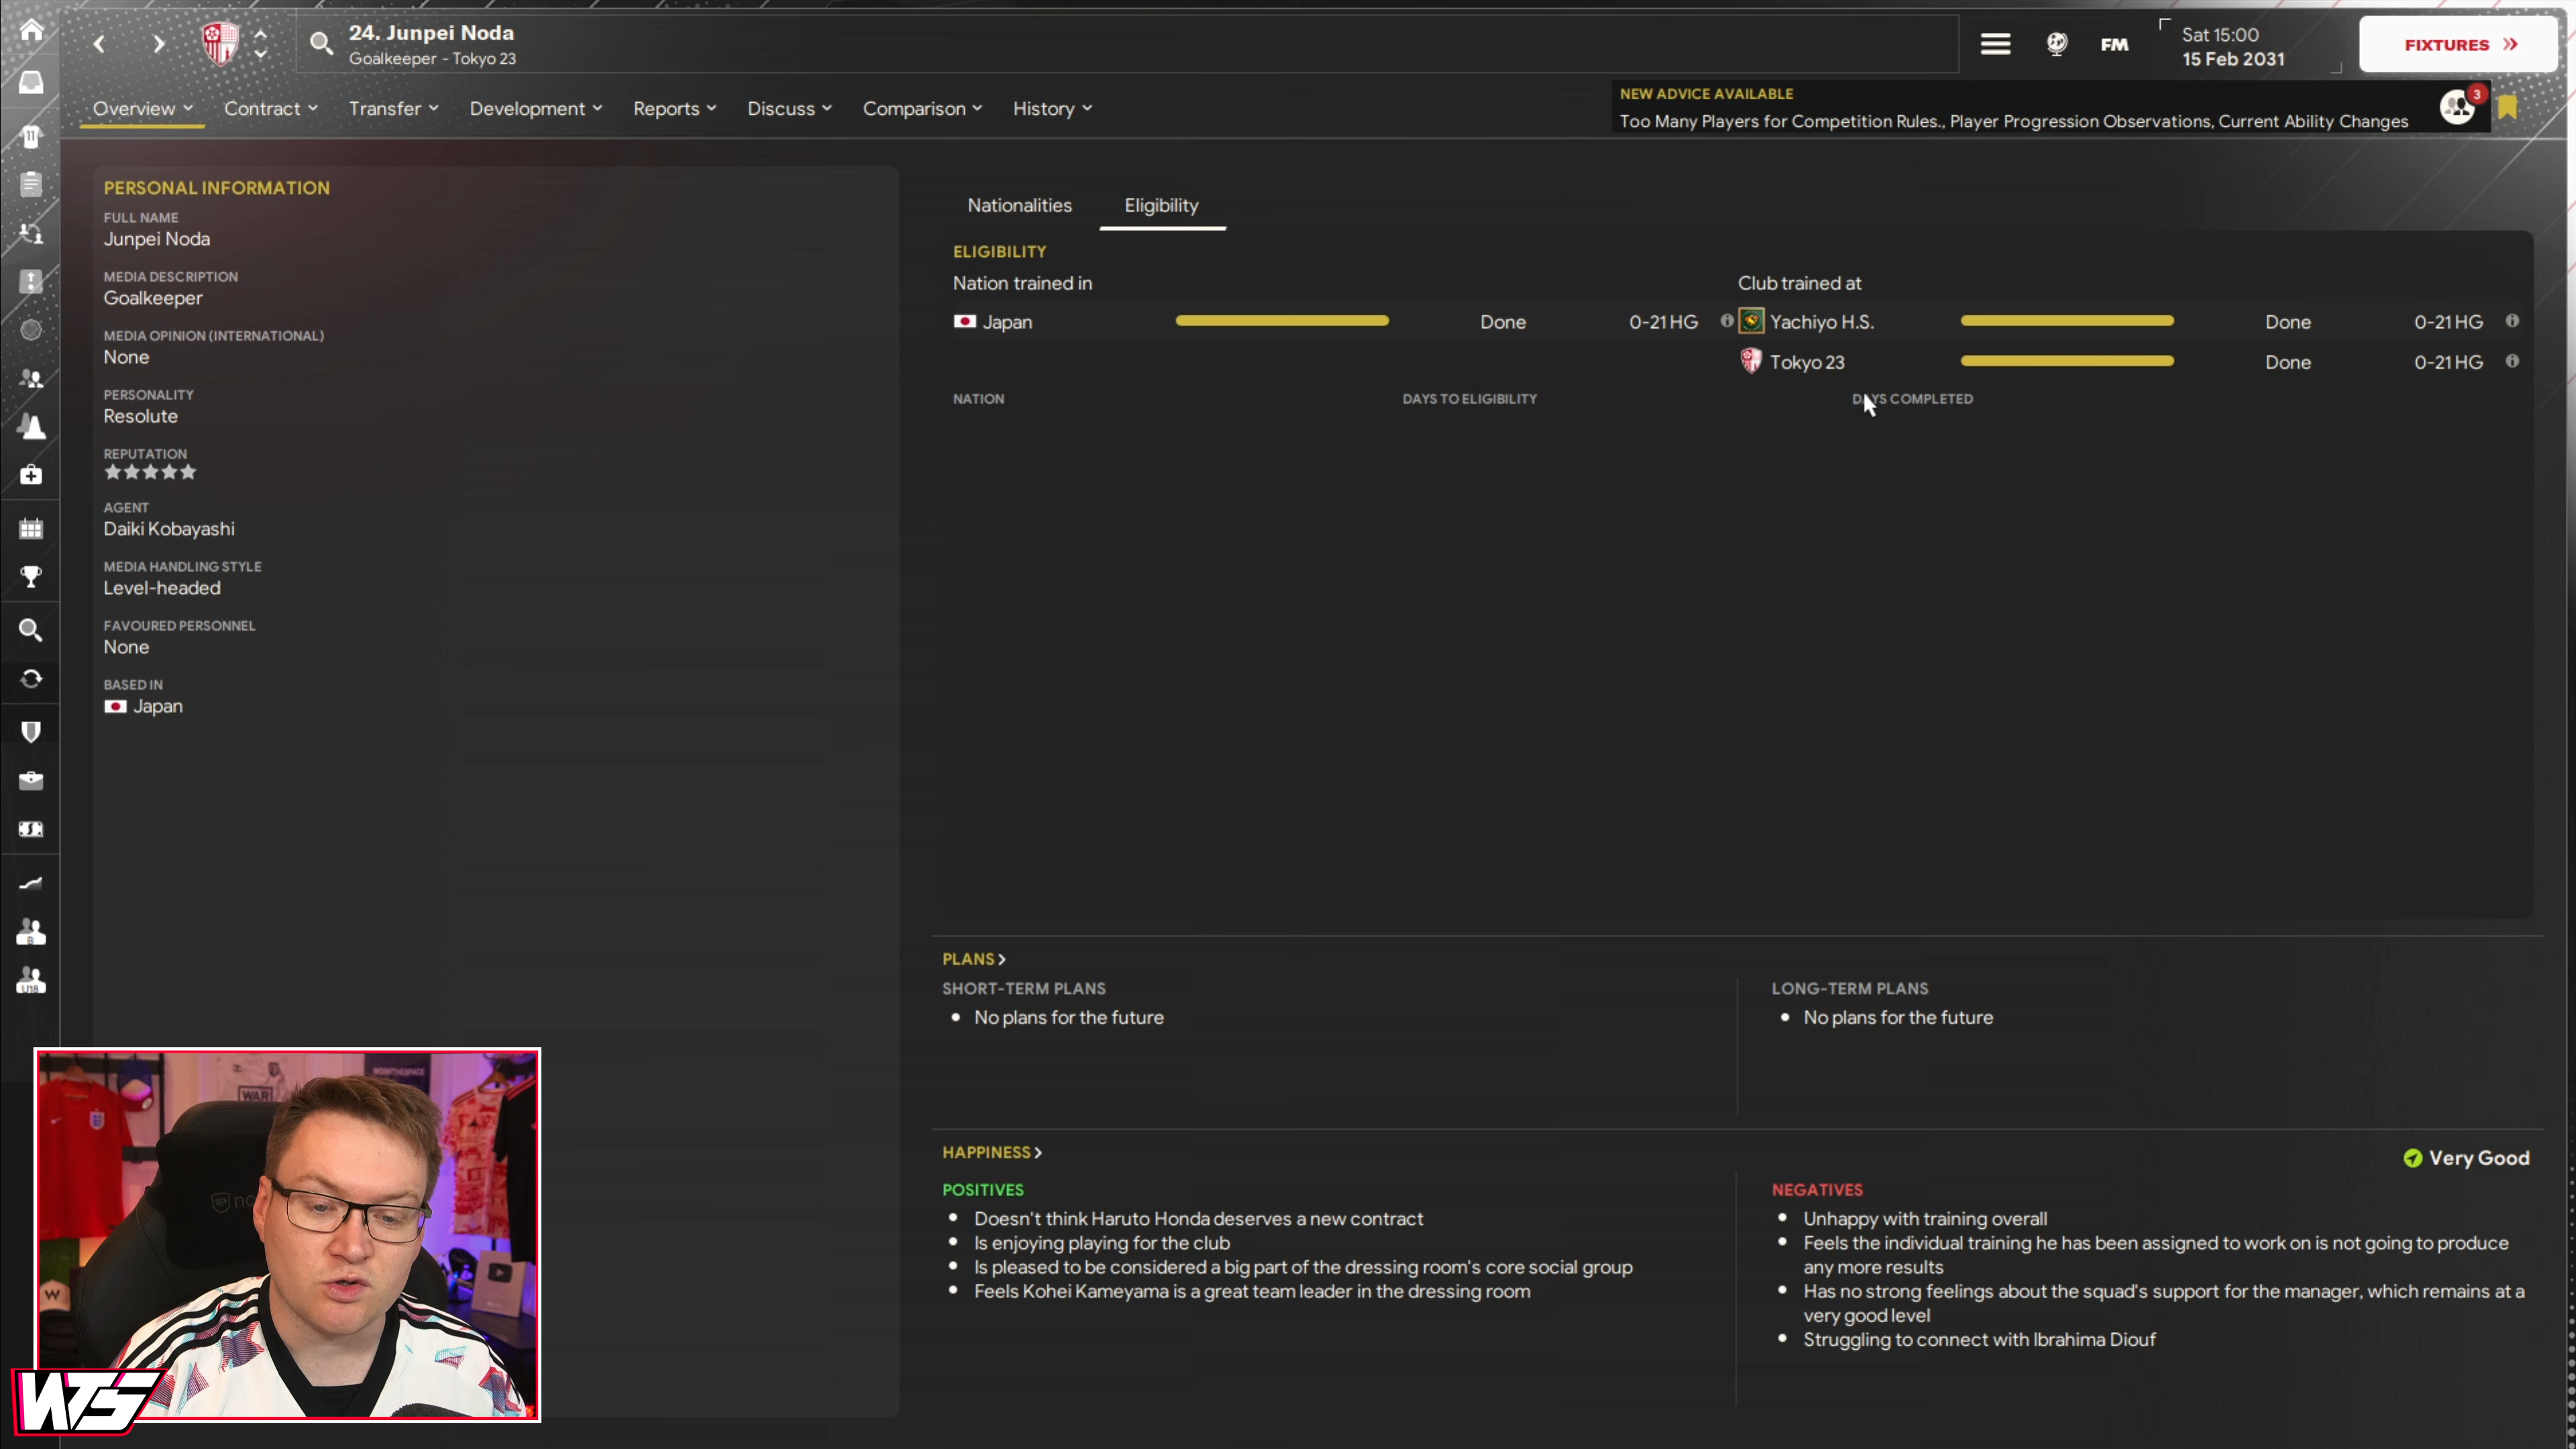 24. Junpei Noda
Goalkeeper - Tokyo 23
FM
Sat 15:00
15 Feb 2031
FIXTURES
Overview
Contract
Transfer
Development
Reports
Discuss
Comparison
History
NEW ADVICE AVAILABLE
Too Many Players for Competition Rules., Player Progression Observations, Current Ability Changes
3
11
PERSONAL INFORMATION
FULL NAME
Junpei Noda
MEDIA DESCRIPTION
Goalkeeper
MEDIA OPINION (INTERNATIONAL)
None
PERSONALITY
Resolute
REPUTATION
AGENT
Daiki Kobayashi
MEDIA HANDLING STYLE
Level-headed
FAVOURED PERSONNEL
None
BASED IN
Japan
Nationalities
Eligibility
ELIGIBILITY
Nation trained in
Club trained at
Japan Done 0-21 HG
Yachiyo H.S. Done 0-21 HG
Tokyo 23 Done 0-21 HG
NATION DAYS TO ELIGIBILITY DAYS COMPLETED
PLANS
SHORT-TERM PLANS
No plans for the future
LONG-TERM PLANS
No plans for the future
HAPPINESS
Very Good
POSITIVES
Doesn't think Haruto Honda deserves a new contract
Is enjoying playing for the club
Is pleased to be considered a big part of the dressing room's core social group
Feels Kohei Kameyama is a great team leader in the dressing room
NEGATIVES
Unhappy with training overall
Feels the individual training he has been assigned to work on is not going to produce
any more results
Has no strong feelings about the squad's support for the manager, which remains at a
very good level
Struggling to connect with Ibrahima Diouf
B
U18
WAR
W
WTS